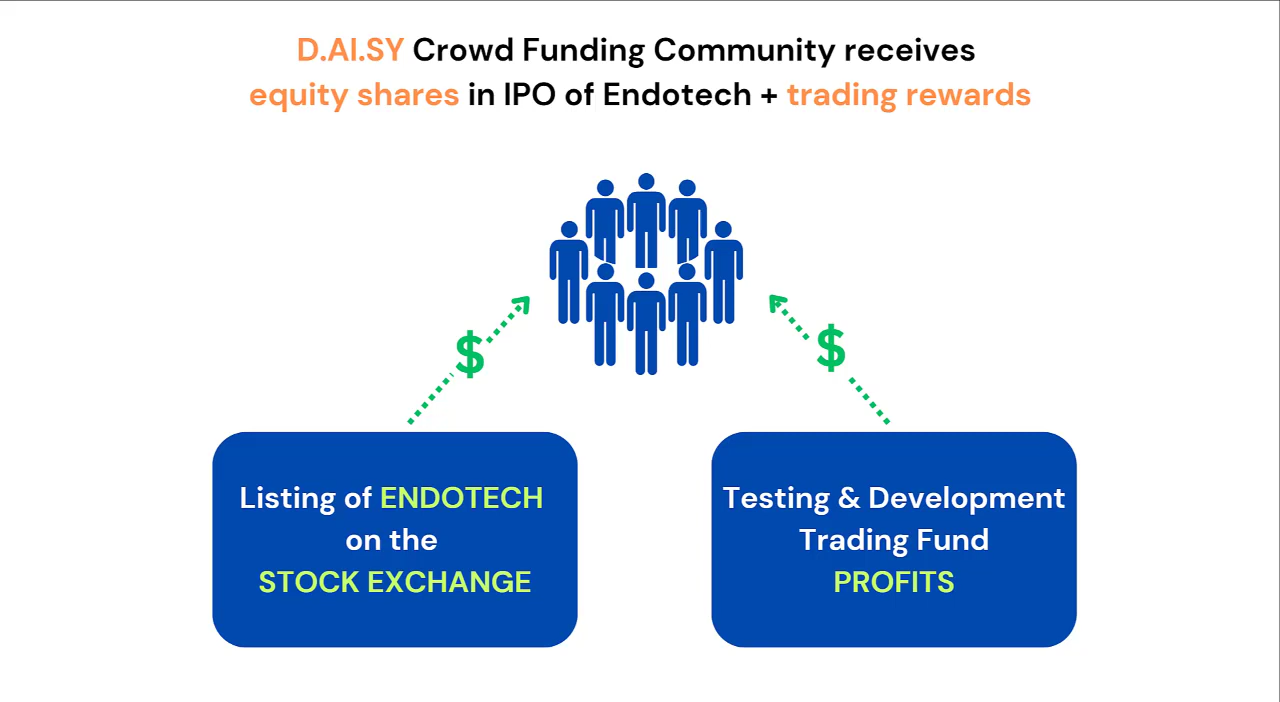 D.AI.SY Crowd Funding Community receives
equity shares in IPO of Endotech + trading rewards
$
$
Listing of ENDOTECH
on the
STOCK EXCHANGE
Testing & Development
Trading Fund
PROFITS